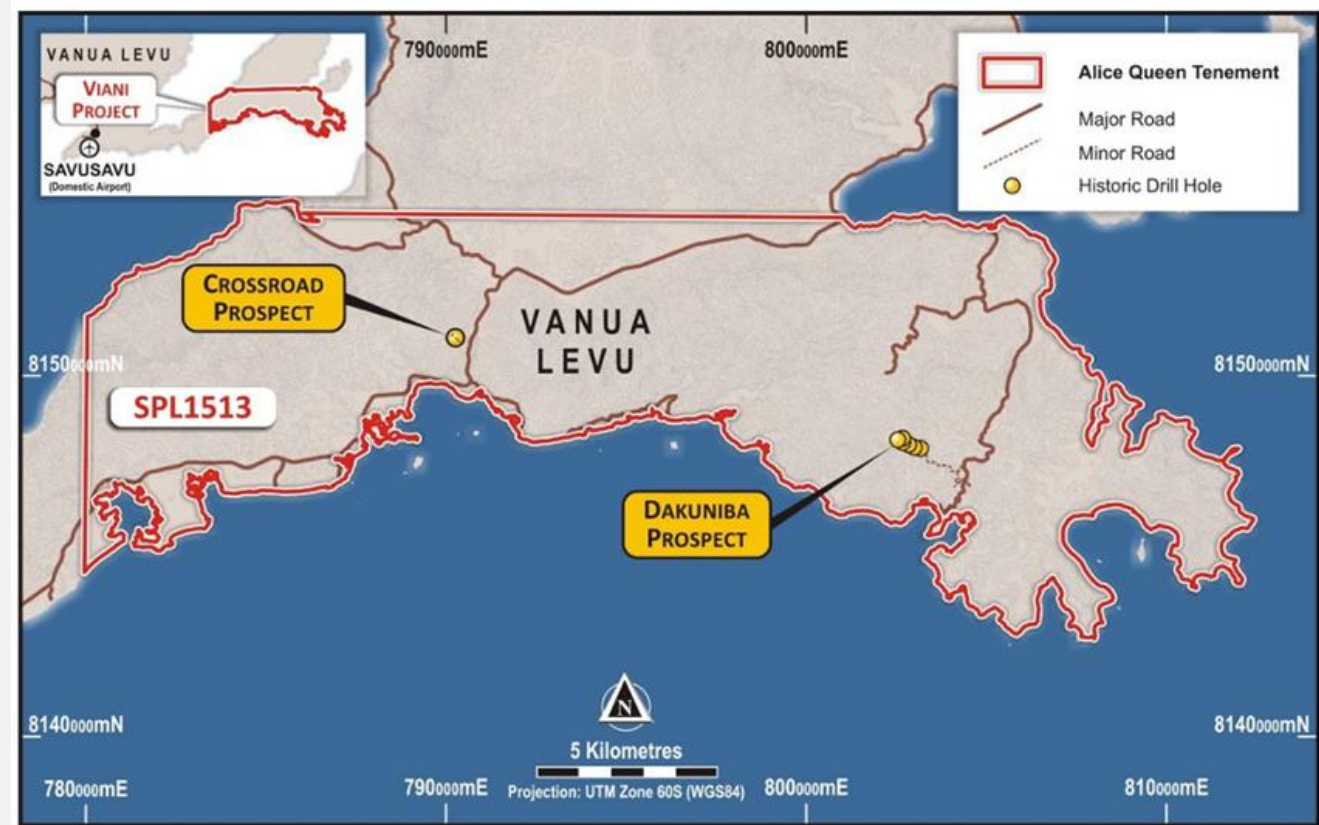 VANUA LEVU
VIANI
PROJECT
SAVUSAVU
(Domestic Airport)
790000mE
800000mE
Alice Queen Tenement
Major Road
Minor Road
Historic Drill Hole
CROSSROAD
PROSPECT
VANUA
LEVU
8150000mN
8150000mN
SPL1513
DAKUNIBA
PROSPECT
N
8140000mN
8140000mN
5 Kilometres
780000mE
790000mE
Projection: UTM Zone 60S (WGS84)
800000mE
810000mE